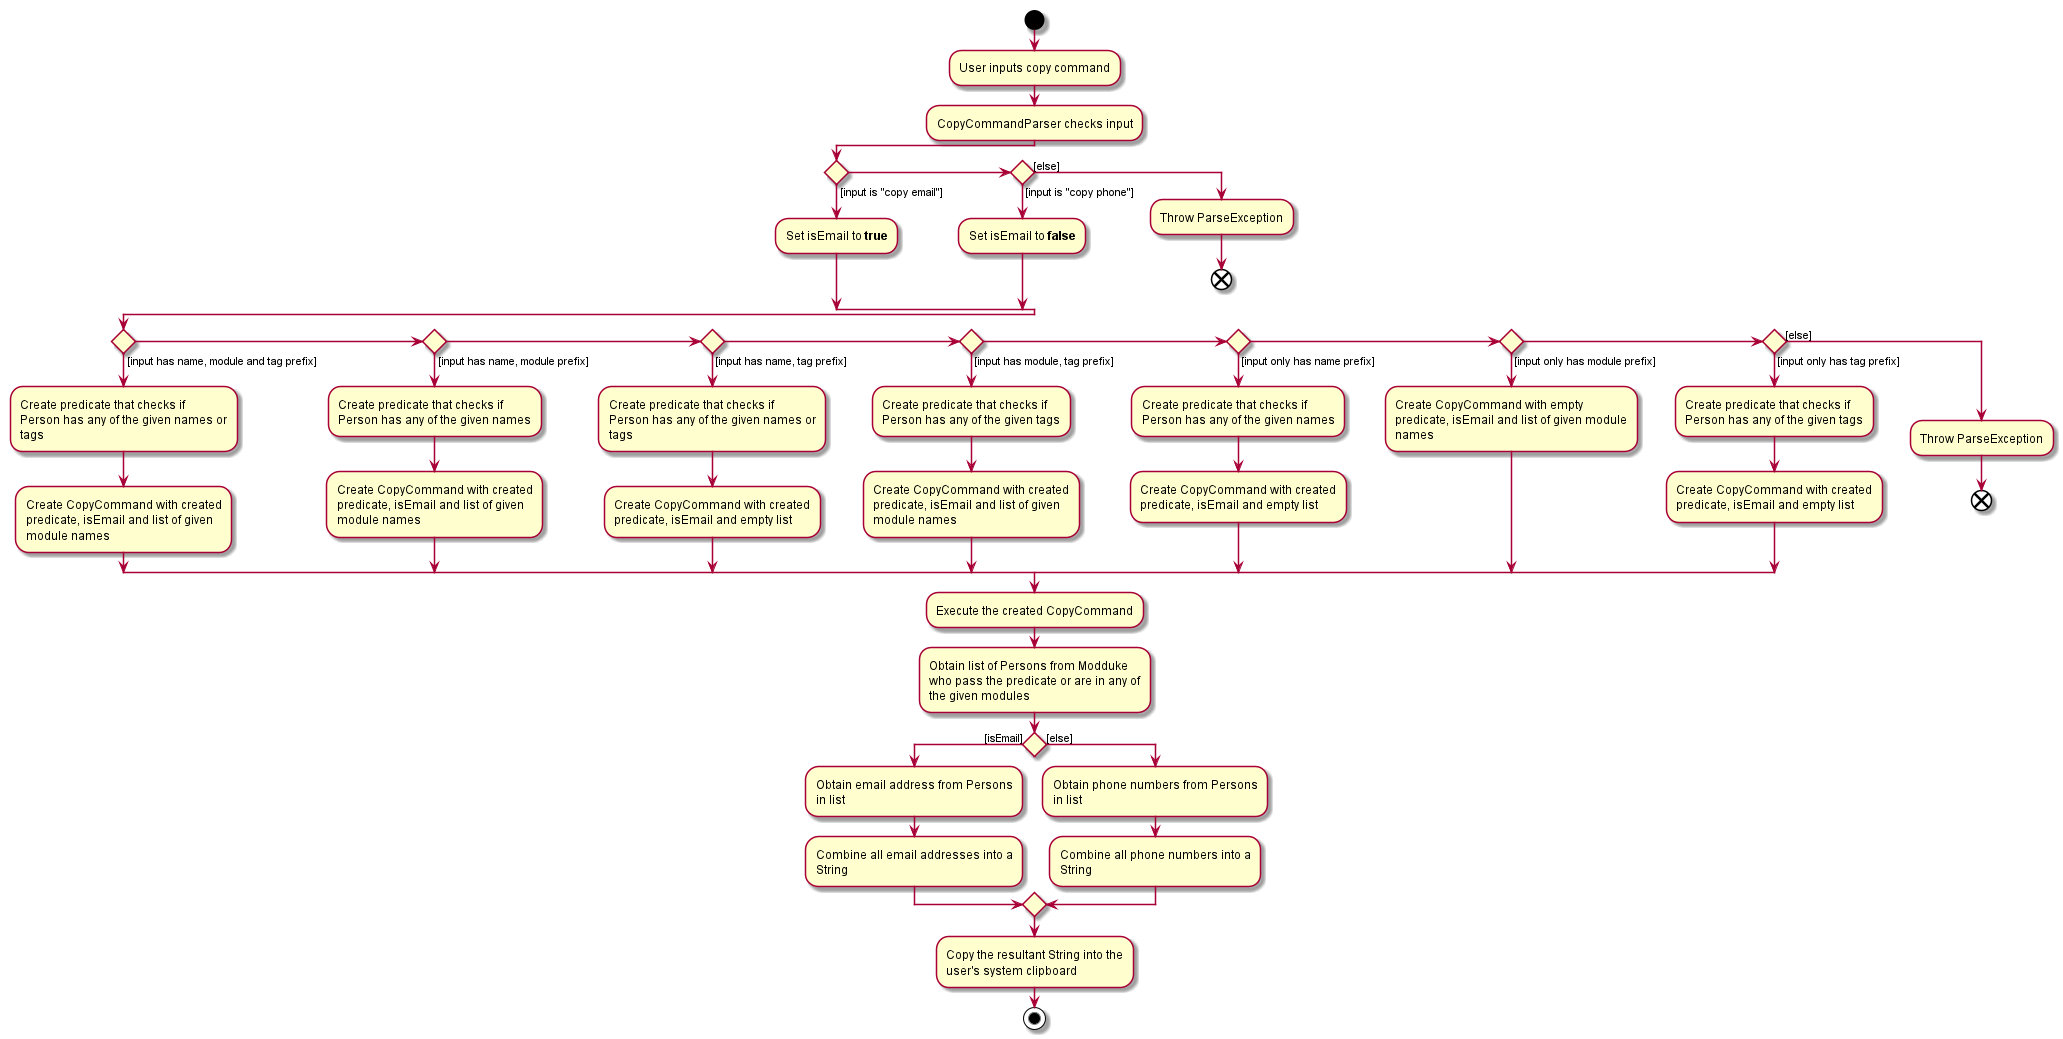 User inputs copy command
CopyCommandParser checks input
[else]
[input is "copy email"]
[input is "copy phone"]
Set isEmail to true
Set isEmail to false
Throw ParseException
[else]
[input has name, module and tag prefix]
[input has name, module prefix]
[input has name, tag prefix]
[input has module, tag prefix]
[input only has name prefix]
[input only has module prefix]
[input only has tag prefix]
Create predicate that checks if
Person has any of the given names or
tags
Create CopyCommand with created
predicate, isEmail and list of given
module names
Create predicate that checks if
Person has any of the given names
Create CopyCommand with created
predicate, isEmail and list of given
module names
Create predicate that checks if
Person has any of the given names or
tags
Create CopyCommand with created
predicate, isEmail and empty list
Create predicate that checks if
Person has any of the given tags
Create CopyCommand with created
predicate, isEmail and list of given
module names
Create predicate that checks if
Person has any of the given names
Create CopyCommand with created
predicate, isEmail and empty list
Create CopyCommand with empty
predicate, isEmail and list of given module
names
Create predicate that checks if
Person has any of the given tags
Create CopyCommand with created
predicate, isEmail and empty list
Throw ParseException
Execute the created CopyCommand
Obtain list of Persons from Modduke
who pass the predicate or are in any of
the given modules
[isEmail]
[else]
Obtain email address from Persons
in list
Combine all email addresses into a
String
Obtain phone numbers from Persons
in list
Combine all phone numbers into a
String
Copy the resultant String into the
user's system clipboard